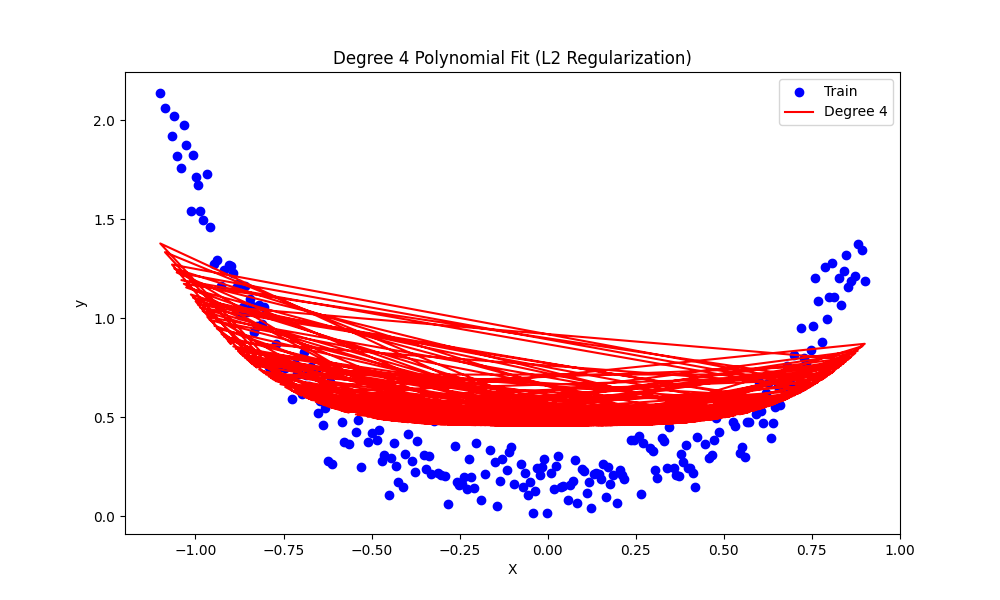 Degree 4 Polynomial Fit (L2 Regularization)
Train
Degree 4
2.0
1.5
1.0
0.5
0.0
y
−1.00 −0.75 −0.50 −0.25 0.00 0.25 0.50 0.75 1.00
X